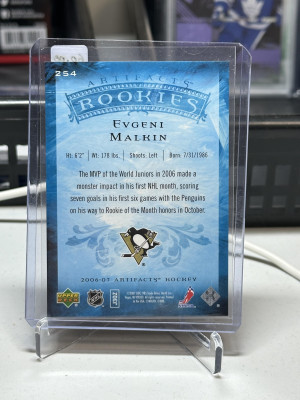 254
ARTIFACTS
ROOKIES
EVGENI
MALKIN
Ht: 6'2" Wt: 178 lbs. Shoots: Left Born: 7/31/1986
The MVP of the World Juniors in 2006 made a
monster impact in his first NHL month, scoring
seven goals in his first six games with the Penguins
on his way to Rookie of the Month honors in October.
2006-07 ARTIFACTS HOCKEY
UPPER DECK
NHL